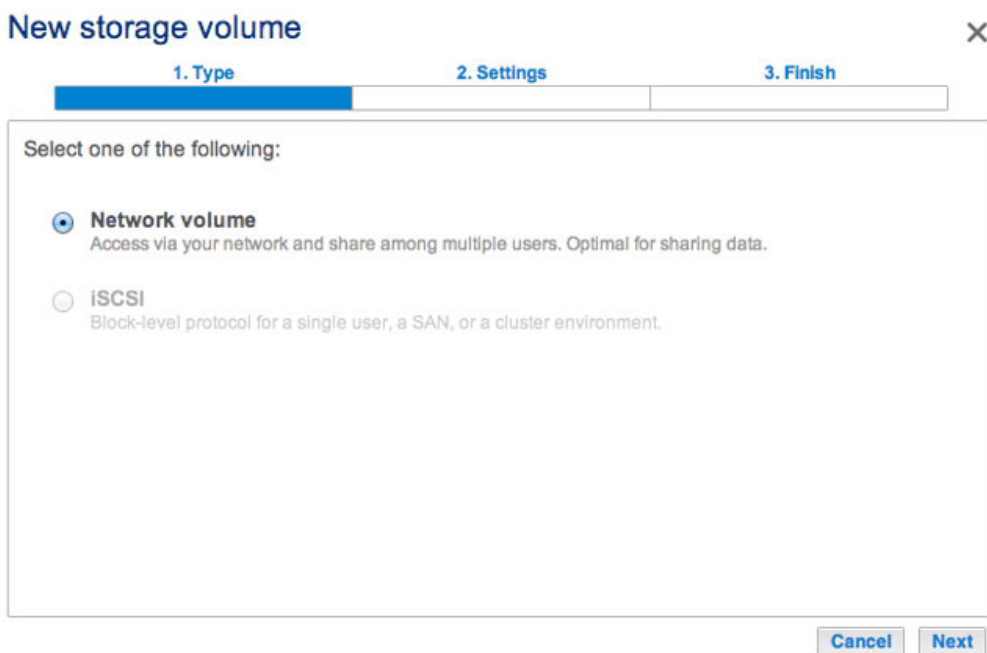 New storage volume
1. Type 2. Settings 3. Finish
Select one of the following:
Network volume
Access via your network and share among multiple users. Optimal for sharing data.
iSCSI
Block-level protocol for a single user, a SAN, or a cluster environment.
Cancel Next